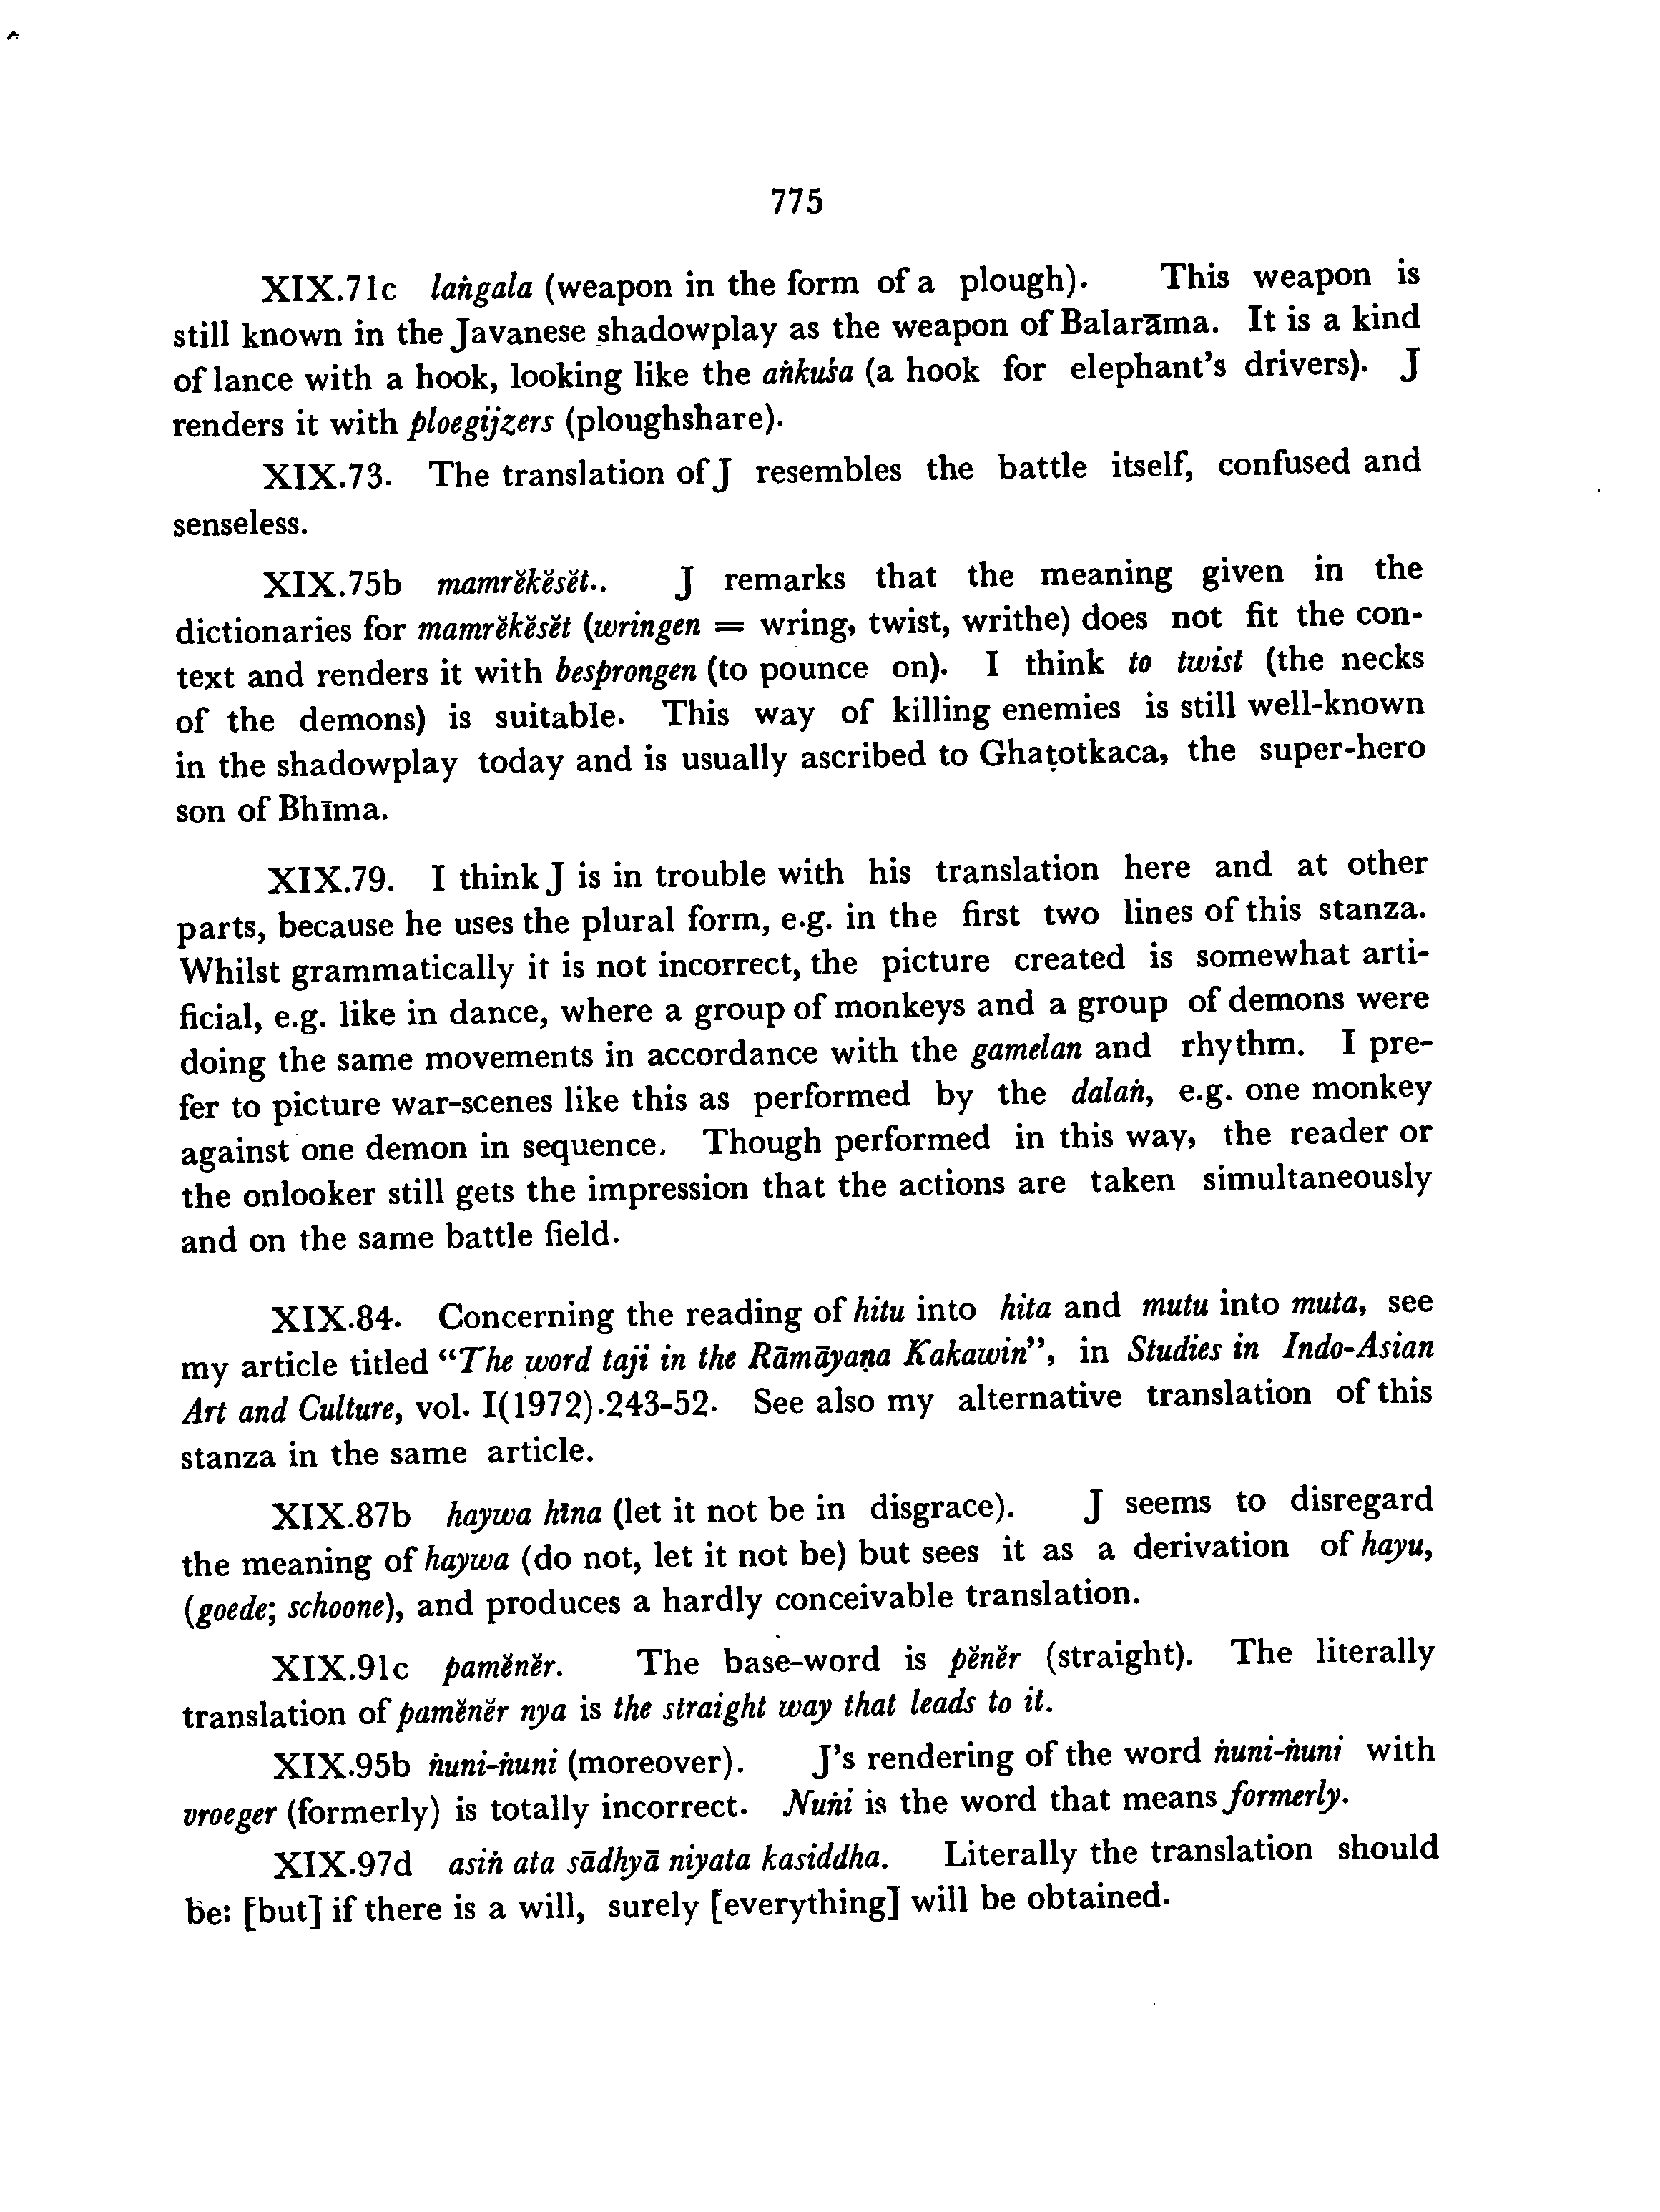 775
XIX.71c laṅgala (weapon in the form of a plough). This weapon is
still known in the Javanese shadowplay as the weapon of Balarāma. It is a kind
of lance with a hook, looking like the aṅkuśa (a hook for elephant's drivers). J
renders it with ploegijzers (ploughshare).
XIX.73. The translation of J resembles the battle itself, confused and
senseless.
XIX.75b mamrĕkĕsĕt.. J remarks that the meaning given in the
dictionaries for mamrĕkĕsĕt (wringen = wring, twist, writhe) does not fit the con-
text and renders it with besprongen (to pounce on). I think to twist (the necks
of the demons) is suitable. This way of killing enemies is still well-known
in the shadowplay today and is usually ascribed to Ghaṭotkaca, the super-hero
son of Bhīma.
XIX.79. I think J is in trouble with his translation here and at other
parts, because he uses the plural form, e.g. in the first two lines of this stanza.
Whilst grammatically it is not incorrect, the picture created is somewhat arti-
ficial, e.g. like in dance, where a group of monkeys and a group of demons were
doing the same movements in accordance with the gamelan and rhythm. I pre-
fer to picture war-scenes like this as performed by the dalaṅ, e.g. one monkey
against one demon in sequence. Though performed in this way, the reader or
the onlooker still gets the impression that the actions are taken simultaneously
and on the same battle field.
XIX.84. Concerning the reading of hitu into hita and mutu into muta, see
my article titled "The word taji in the Rāmāyaṇa Kakawin", in Studies in Indo-Asian
Art and Culture, vol. I(1972).243-52. See also my alternative translation of this
stanza in the same article.
XIX.87b haywa hīna (let it not be in disgrace). J seems to disregard
the meaning of haywa (do not, let it not be) but sees it as a derivation of hayu,
(goede; schoone), and produces a hardly conceivable translation.
XIX.91c pamĕnĕr. The base-word is pĕnĕr (straight). The literally
translation of pamĕnĕr nya is the straight way that leads to it.
XIX.95b ṅuni-ṅuni (moreover). J's rendering of the word ṅuni-ṅuni with
vroeger (formerly) is totally incorrect. Nuṅi is the word that means formerly.
XIX.97d asiṅ ata sādhyā niyata kasiddha. Literally the translation should
be: [but] if there is a will, surely [everything] will be obtained.